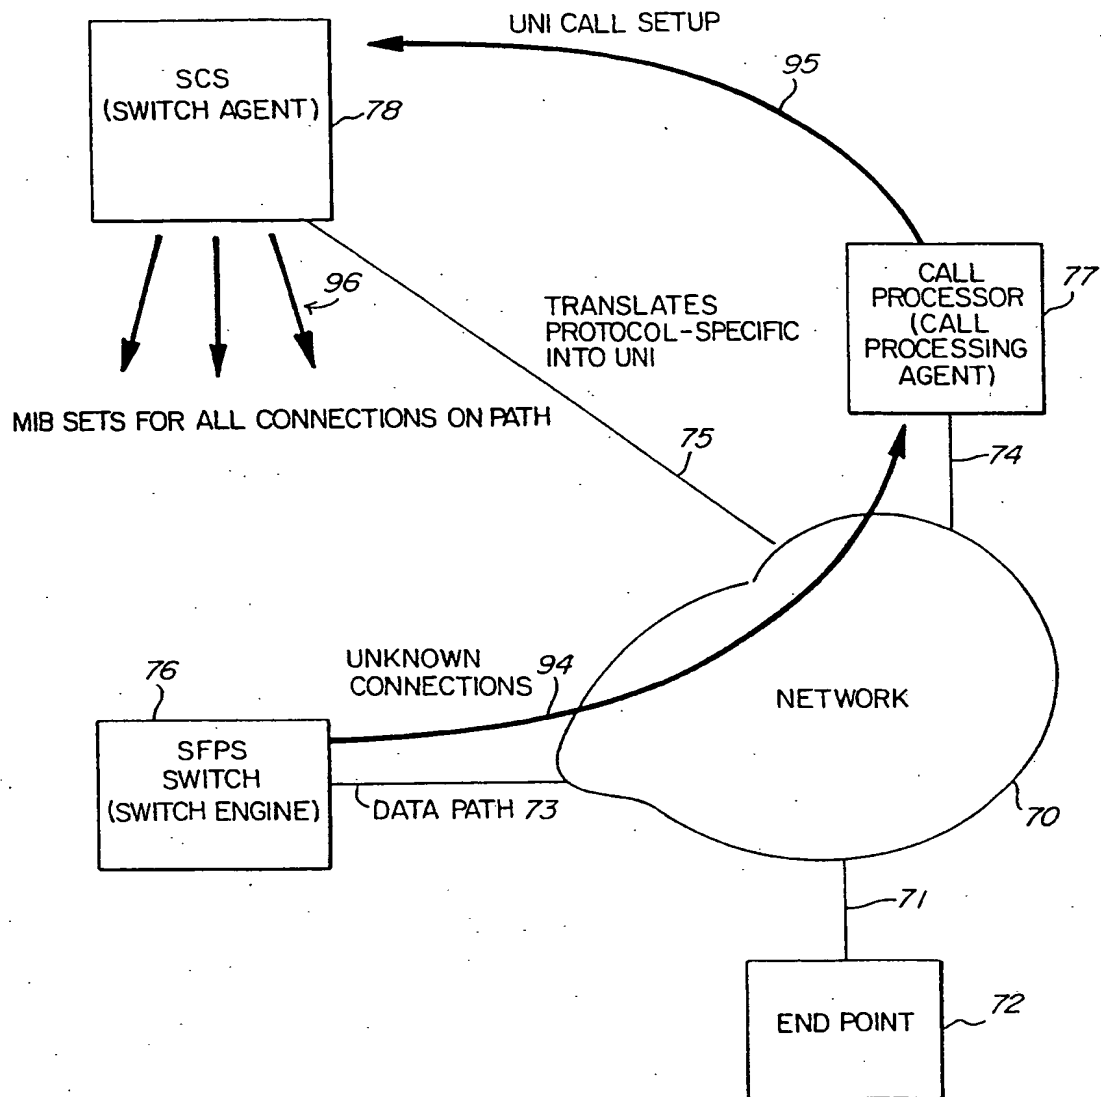 UNI CALL SETUP
95
SCS
(SWITCH AGENT)
78
96
CALL
PROCESSOR
(CALL
PROCESSING
AGENT)
77
TRANSLATES
PROTOCOL-SPECIFIC
INTO UNI
MIB SETS FOR ALL CONNECTIONS ON PATH
75
74
76
UNKNOWN
CONNECTIONS
94
NETWORK
SFPS
SWITCH
(SWITCH ENGINE)
DATA PATH 73
70
71
END POINT
72